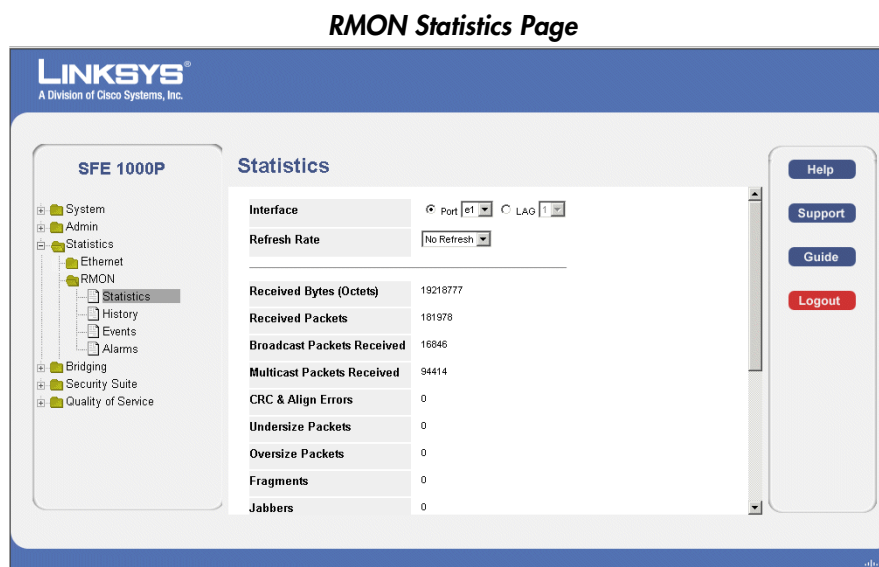 RMON Statistics Page
LINKSYS®
A Division of Cisco Systems, Inc.
SFE 1000P
System
Admin
Statistics
Ethernet
RMON
Statistics
History
Events
Alarms
Bridging
Security Suite
Quality of Service
Statistics
Interface Port e1 LAG 1
Refresh Rate No Refresh
Received Bytes (Octets) 19218777
Received Packets 181978
Broadcast Packets Received 16846
Multicast Packets Received 94414
CRC & Align Errors 0
Undersize Packets 0
Oversize Packets 0
Fragments 0
Jabbers 0
Help
Support
Guide
Logout